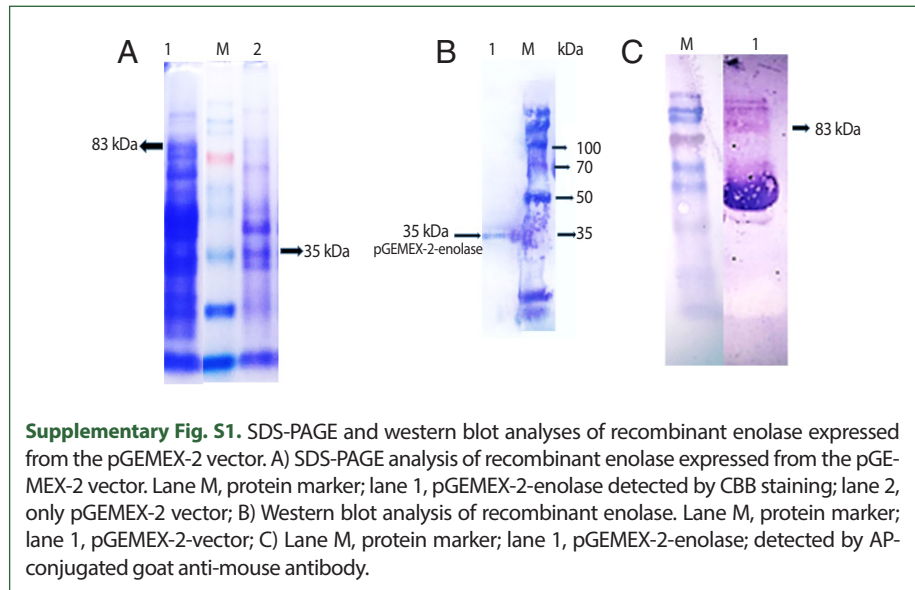 A
B
C
1 M 2
83 kDa
35 kDa
1 M kDa
100
70
50
35 kDa
35
pGEMEX-2-enolase
M 1
83 kDa
Supplementary Fig. S1. SDS-PAGE and western blot analyses of recombinant enolase expressed
from the pGEMEX-2 vector. A) SDS-PAGE analysis of recombinant enolase expressed from the pGE-
MEX-2 vector. Lane M, protein marker; lane 1, pGEMEX-2-enolase detected by CBB staining; lane 2,
only pGEMEX-2 vector; B) Western blot analysis of recombinant enolase. Lane M, protein marker;
lane 1, pGEMEX-2-vector; C) Lane M, protein marker; lane 1, pGEMEX-2-enolase; detected by AP-
conjugated goat anti-mouse antibody.